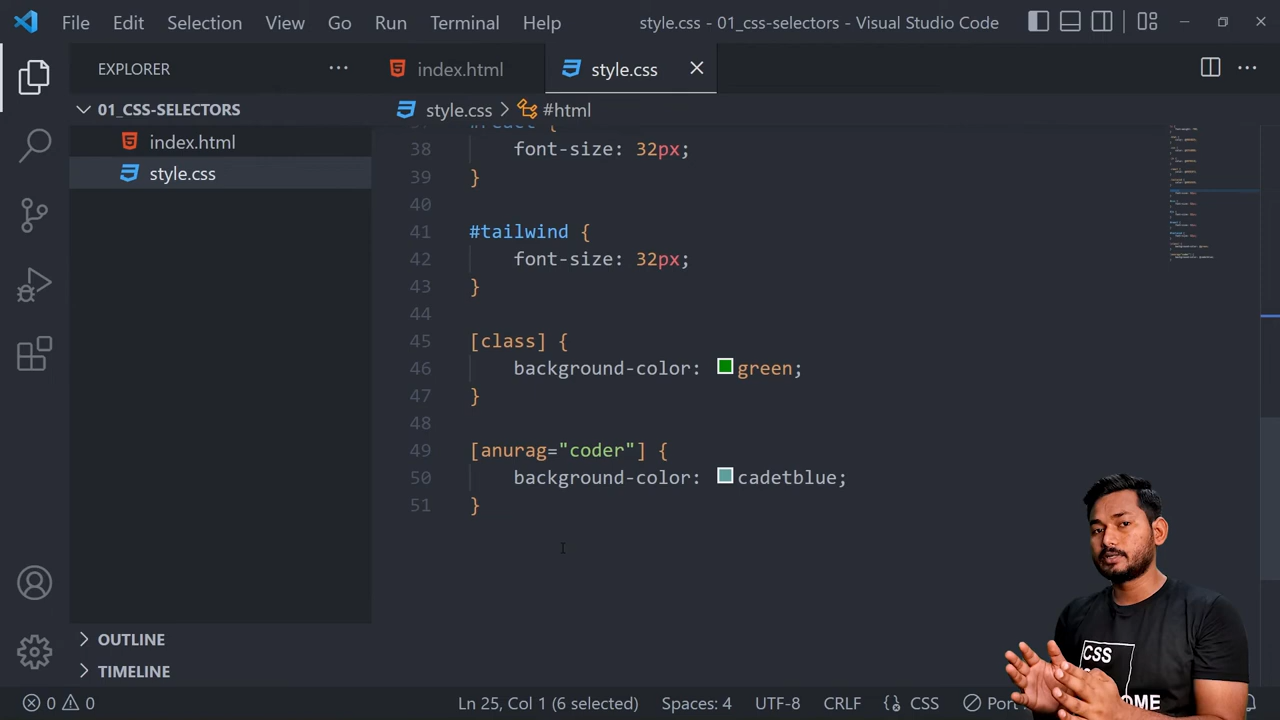 File Edit Selection View Go Run Terminal Help
style.css - 01_css-selectors - Visual Studio Code
EXPLORER
index.html
style.css
01_CSS-SELECTORS
style.css > #html
index.html
style.css
#react {
38 font-size: 32px;
39 }
40
41 #tailwind {
42 font-size: 32px;
43 }
44
45 [class] {
46 background-color: green;
47 }
48
49 [anurag="coder"] {
50 background-color: cadetblue;
51 }
CSS
OUTLINE
TIMELINE
0 0
Ln 25, Col 1 (6 selected)
Spaces: 4
UTF-8
CRLF
{} CSS
Port